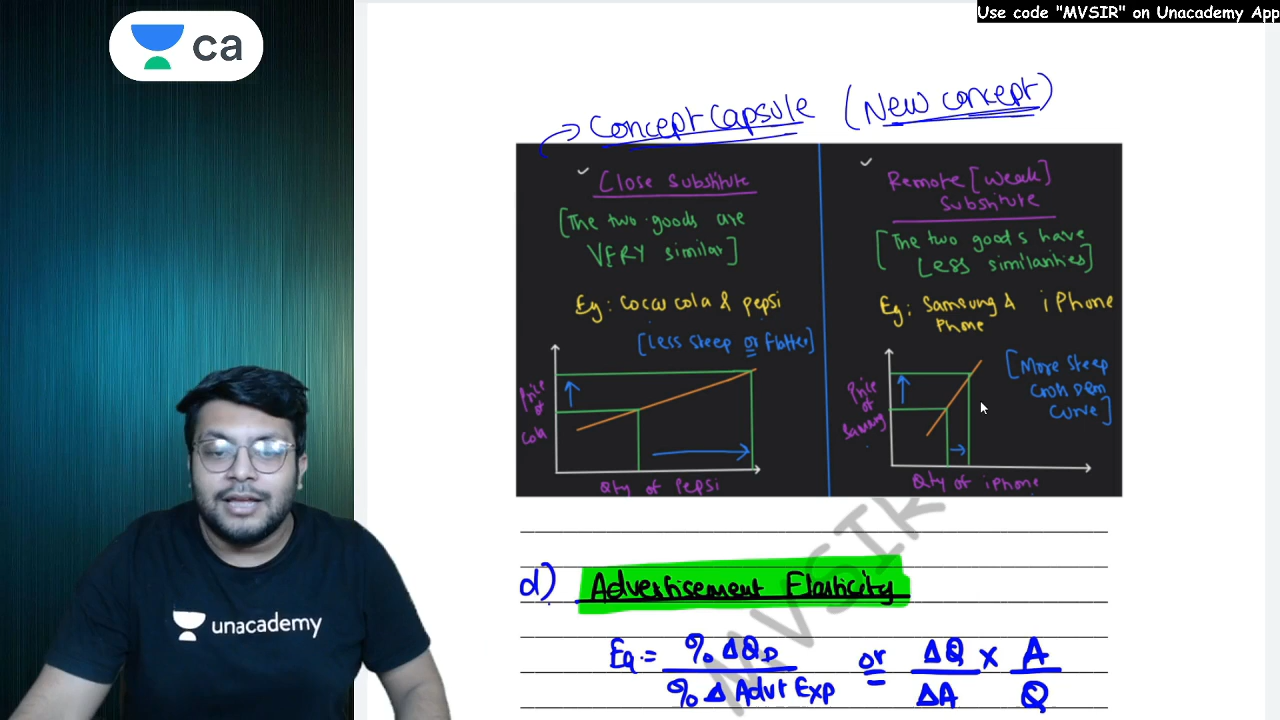 Use code "MVSIR" on Unacademy App
ca
Concept Capsule (New concept)
Close Substitute
[The two goods are
VERY similar]
Eg: Coccu cola & pepsi
[Less steep or flatter]
Price
of
cola
Qty of Pepsi
Remote [Weak]
Substitute
[The two goods have
Less similarities]
Eg: Samsung & iPhone
Phone
[More steep
dem
curve]
Price
of
Samsung
Qty of iPhone
d) Advertisement Elasticity
% ΔQD or ΔQ x A
% Δ Advt Exp ΔA Q
MVSIR
unacademy